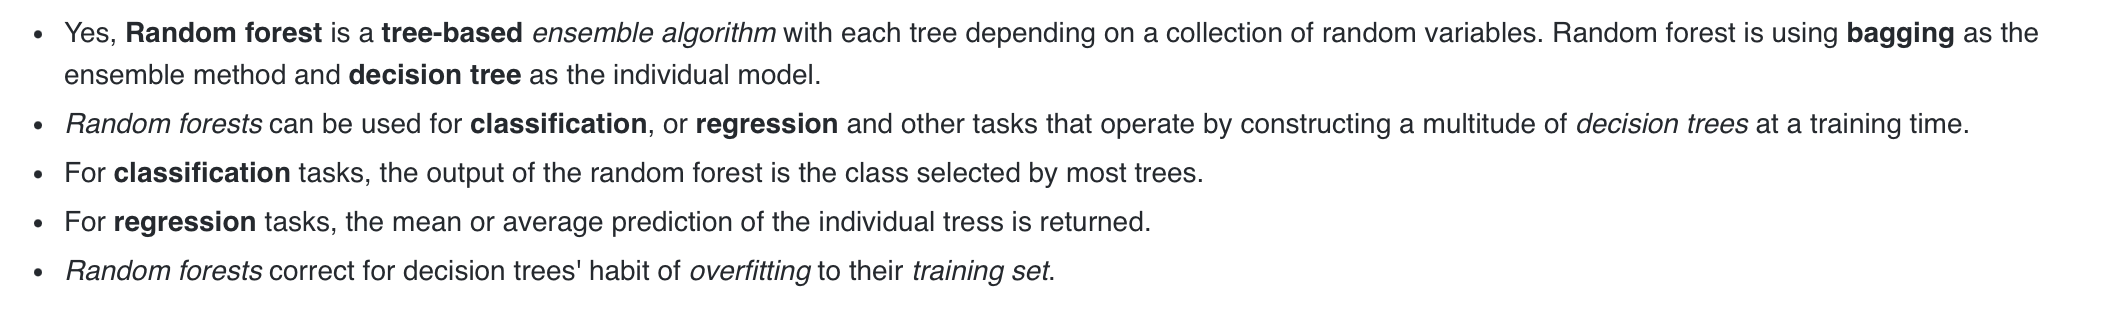 • Yes, Random forest is a tree-based ensemble algorithm with each tree depending on a collection of random variables. Random forest is using bagging as the
ensemble method and decision tree as the individual model.
• Random forests can be used for classification, or regression and other tasks that operate by constructing a multitude of decision trees at a training time.
• For classification tasks, the output of the random forest is the class selected by most trees.
• For regression tasks, the mean or average prediction of the individual tress is returned.
• Random forests correct for decision trees' habit of overfitting to their training set.